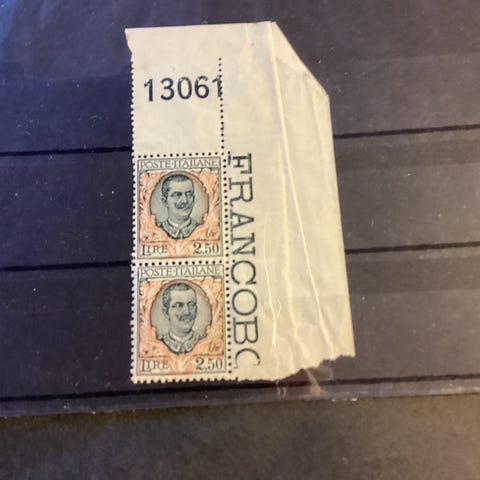 13061
POSTE ITALIANE
LIRE 2,50
POSTE ITALIANE
LIRE 2,50
FRANCOBO